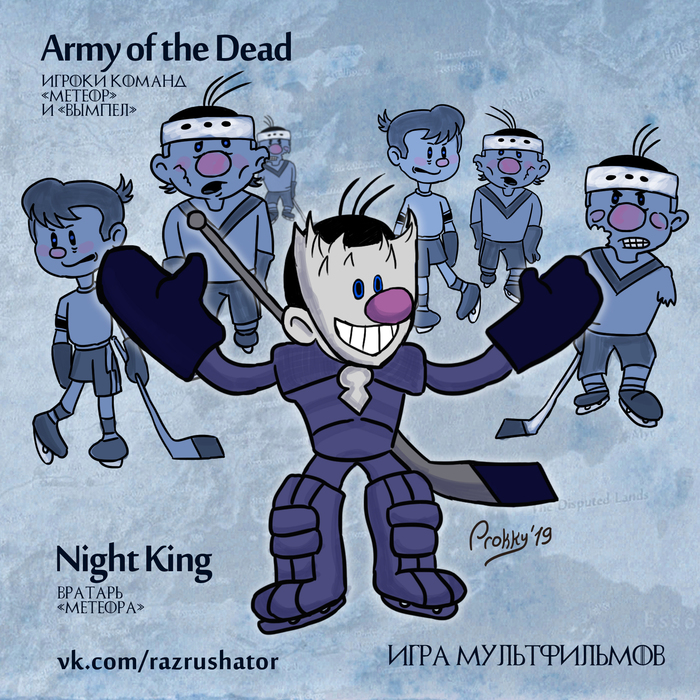 Army of the Dead
ИГРОКИ КОМАНД
«МЕТЕОР»
И «ВЫМПЕЛ»
The Disputed Lands
Prokky'19
Night King
ВРАТАРЬ
«МЕТЕОРА»
vk.com/razrushator
ИГРА МУЛЬТФИЛЬМОВ